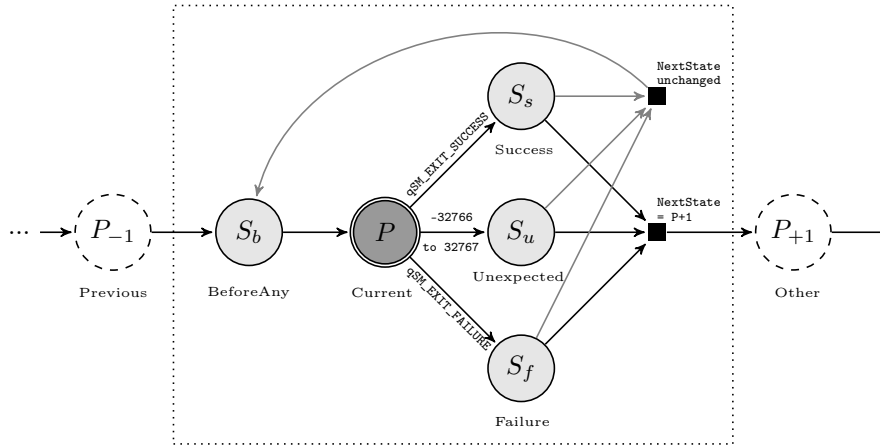 NextState
unchanged
S_s
Success
qSM_EXIT_SUCCESS
...
P_{-1}
Previous
S_b
BeforeAny
P
Current
-32766
to 32767
S_u
Unexpected
NextState
= P+1
P_{+1}
Other
qSM_EXIT_FAILURE
S_f
Failure